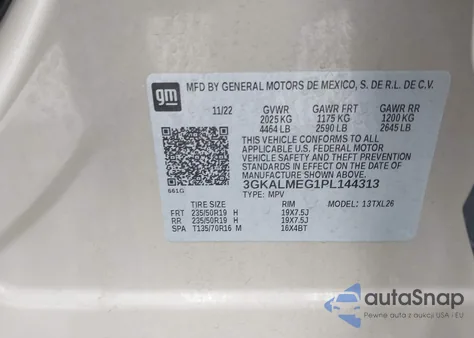 gm
MFD BY GENERAL MOTORS DE MEXICO, S. DE R.L. DE C.V.
11/22 GVWR GAWR FRT GAWR RR
2025 KG 1175 KG 1200 KG
4464 LB 2590 LB 2645 LB
THIS VEHICLE CONFORMS TO ALL
APPLICABLE U.S. FEDERAL MOTOR
VEHICLE SAFETY AND THEFT PREVENTION
STANDARDS IN EFFECT ON THE DATE OF
MANUFACTURE SHOWN ABOVE.
661G 3GKALMEG1PL144313
TYPE: MPV MODEL: 13TXL26
TIRE SIZE RIM
FRT 235/50R19 H 19X7.5J
RR 235/50R19 H 19X7.5J
SPA T135/70R16 M 16X4BT
autoSnap
Pewne auta z aukcji USA i EU